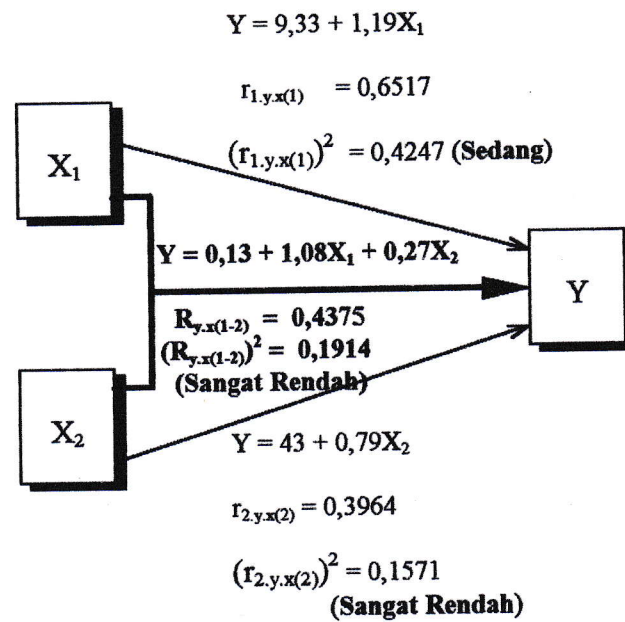 Y = 9,33 + 1,19X₁
r₁.y.x(1) = 0,6517
(r₁.y.x(1))² = 0,4247 (Sedang)
X₁
Y = 0,13 + 1,08X₁ + 0,27X₂
Y
Ry.x(1-2) = 0,4375
(Ry.x(1-2))² = 0,1914
(Sangat Rendah)
X₂
Y = 43 + 0,79X₂
r₂.y.x(2) = 0,3964
(r₂.y.x(2))² = 0,1571
(Sangat Rendah)